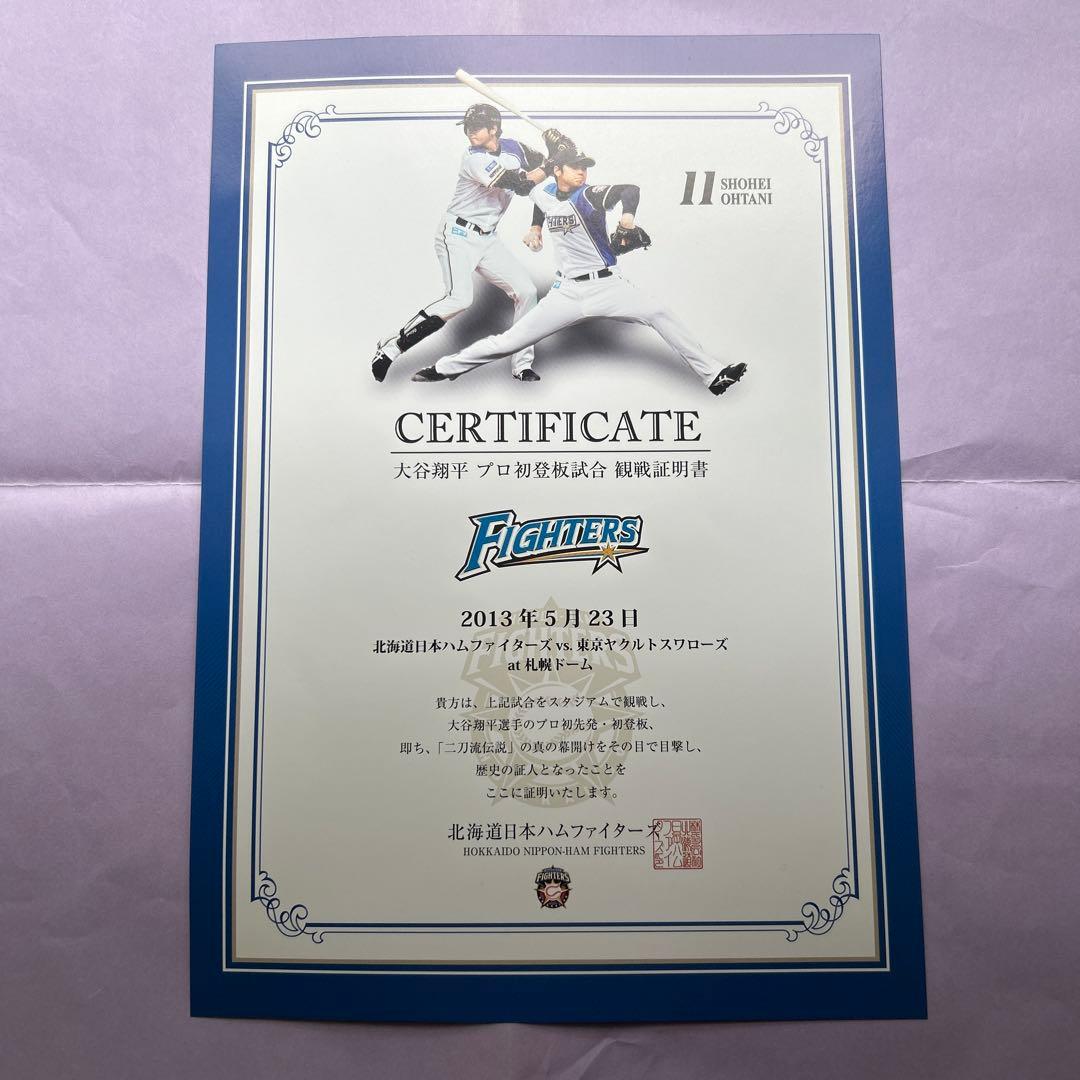 11 SHOHEI
OHTANI
FIGHTERS
CERTIFICATE
大谷翔平 プロ初登板試合 観戦証明書
FIGHTERS
2013年5月23日
FIGHTERS
北海道日本ハムファイターズ vs. 東京ヤクルトスワローズ
at 札幌ドーム
貴方は、上記試合をスタジアムで観戦し、
大谷翔平選手のプロ初先発・初登板、
即ち、「二刀流伝説」の真の幕開けをその目で目撃し、
歴史の証人となったことを
ここに証明いたします。
北海道日本ハムファイターズ
HOKKAIDO NIPPON-HAM FIGHTERS
FIGHTERS